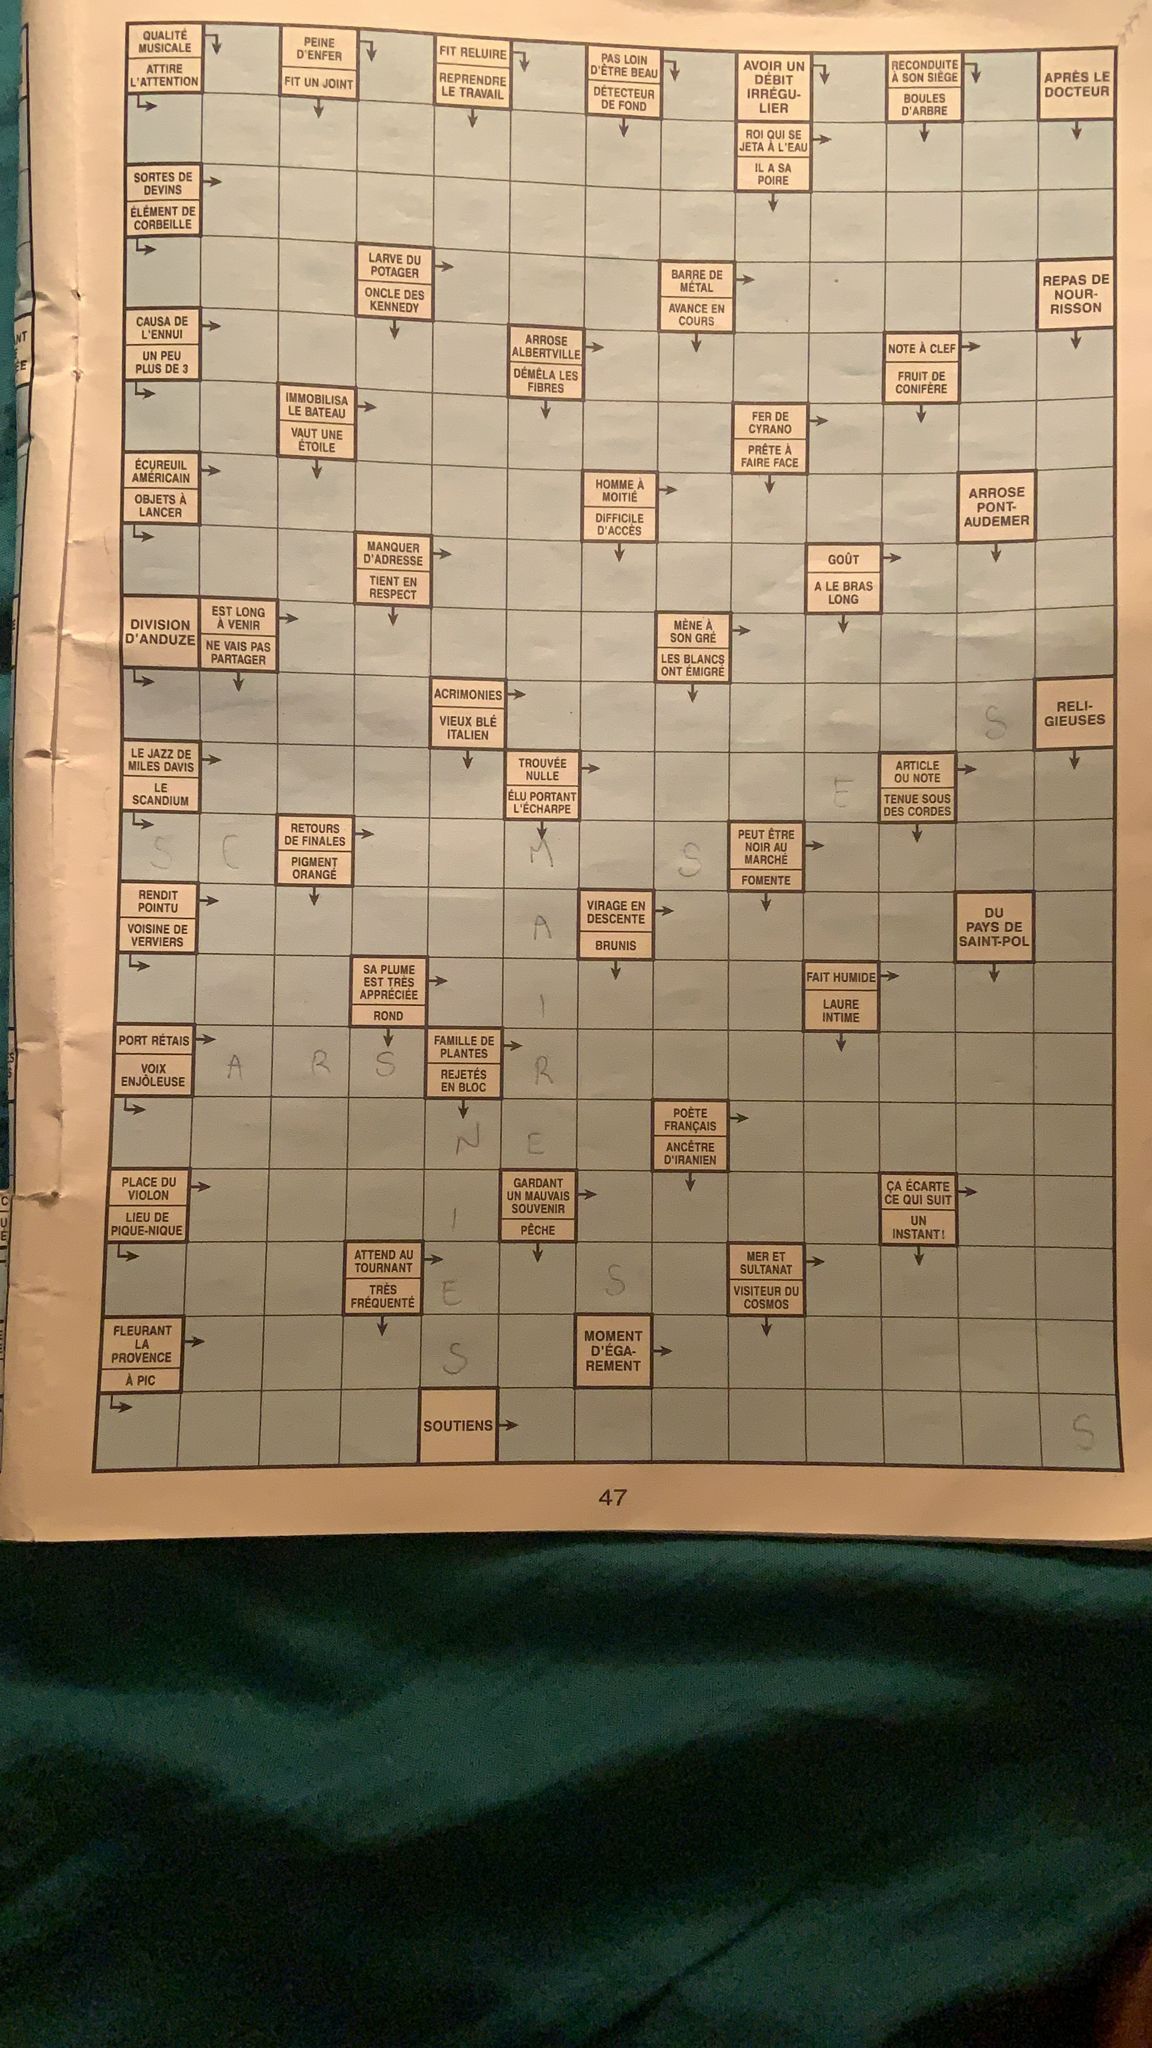 QUALITÉ
MUSICALE
ATTIRE
L'ATTENTION
PEINE
D'ENFER
FIT UN JOINT
FIT RELUIRE
REPRENDRE
LE TRAVAIL
PAS LOIN
D'ÊTRE BEAU
DÉTECTEUR
DE FOND
AVOIR UN
DÉBIT
IRRÉGU-
LIER
RECONDUITE
À SON SIÈGE
BOULES
D'ARBRE
APRÈS LE
DOCTEUR
ROI QUI SE
JETA À L'EAU
IL A SA
POIRE
SORTES DE
DEVINS
ÉLÉMENT DE
CORBEILLE
LARVE DU
POTAGER
ONCLE DES
KENNEDY
BARRE DE
MÉTAL
AVANCE EN
COURS
REPAS DE
NOUR-
RISSON
CAUSA DE
L'ENNUI
UN PEU
PLUS DE 3
ARROSE
ALBERTVILLE
DÉMÊLA LES
FIBRES
NOTE À CLEF
FRUIT DE
CONIFÈRE
IMMOBILISA
LE BATEAU
VAUT UNE
ÉTOILE
FER DE
CYRANO
PRÊTE À
FAIRE FACE
ÉCUREUIL
AMÉRICAIN
OBJETS À
LANCER
HOMME À
MOITIÉ
DIFFICILE
D'ACCÈS
ARROSE
PONT-
AUDEMER
MANQUER
D'ADRESSE
TIENT EN
RESPECT
GOÛT
A LE BRAS
LONG
DIVISION
D'ANDUZE
EST LONG
À VENIR
NE VAIS PAS
PARTAGER
MÈNE À
SON GRÉ
LES BLANCS
ONT ÉMIGRÉ
ACRIMONIES
VIEUX BLÉ
ITALIEN
S
RELI-
GIEUSES
LE JAZZ DE
MILES DAVIS
LE
SCANDIUM
TROUVÉE
NULLE
ÉLU PORTANT
L'ÉCHARPE
E
ARTICLE
OU NOTE
TENUE SOUS
DES CORDES
S C
RETOURS
DE FINALES
PIGMENT
ORANGÉ
M
S
PEUT ÊTRE
NOIR AU
MARCHÉ
FOMENTE
RENDIT
POINTU
VOISINE DE
VERVIERS
A
VIRAGE EN
DESCENTE
BRUNIS
DU
PAYS DE
SAINT-POL
SA PLUME
EST TRÈS
APPRÉCIÉE
ROND
I
FAIT HUMIDE
LAURE
INTIME
PORT RÉTAIS
VOIX
ENJÔLEUSE
A R S
FAMILLE DE
PLANTES
REJETÉS
EN BLOC
R
N E
POÈTE
FRANÇAIS
ANCÊTRE
D'IRANIEN
PLACE DU
VIOLON
LIEU DE
PIQUE-NIQUE
I
GARDANT
UN MAUVAIS
SOUVENIR
PÊCHE
ÇA ÉCARTE
CE QUI SUIT
UN
INSTANT!
ATTEND AU
TOURNANT
TRÈS
FRÉQUENTÉ
E
S
MER ET
SULTANAT
VISITEUR DU
COSMOS
FLEURANT
LA
PROVENCE
À PIC
S
MOMENT
D'ÉGA-
REMENT
SOUTIENS
S
47